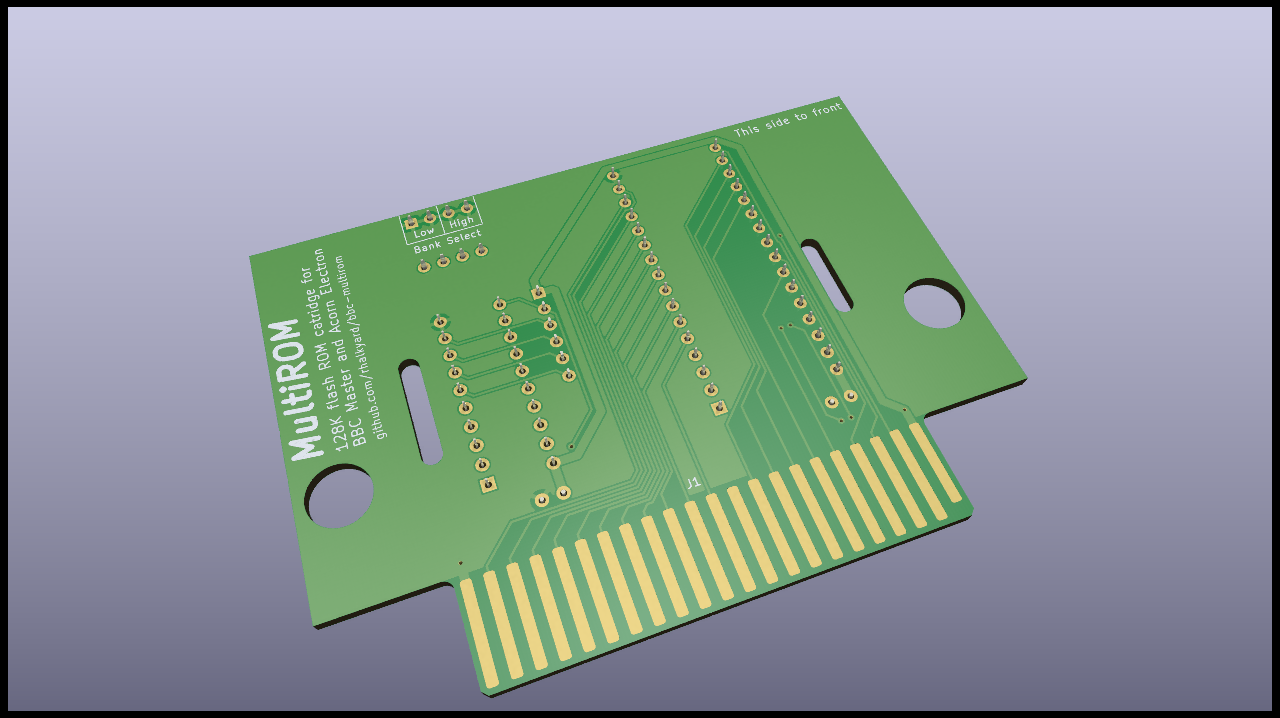 This side to front
Low
High
Bank Select
MultiROM
128K flash ROM catridge for
BBC Master and Acorn Electron
github.com/rhalkyard/bbc-multirom
J1